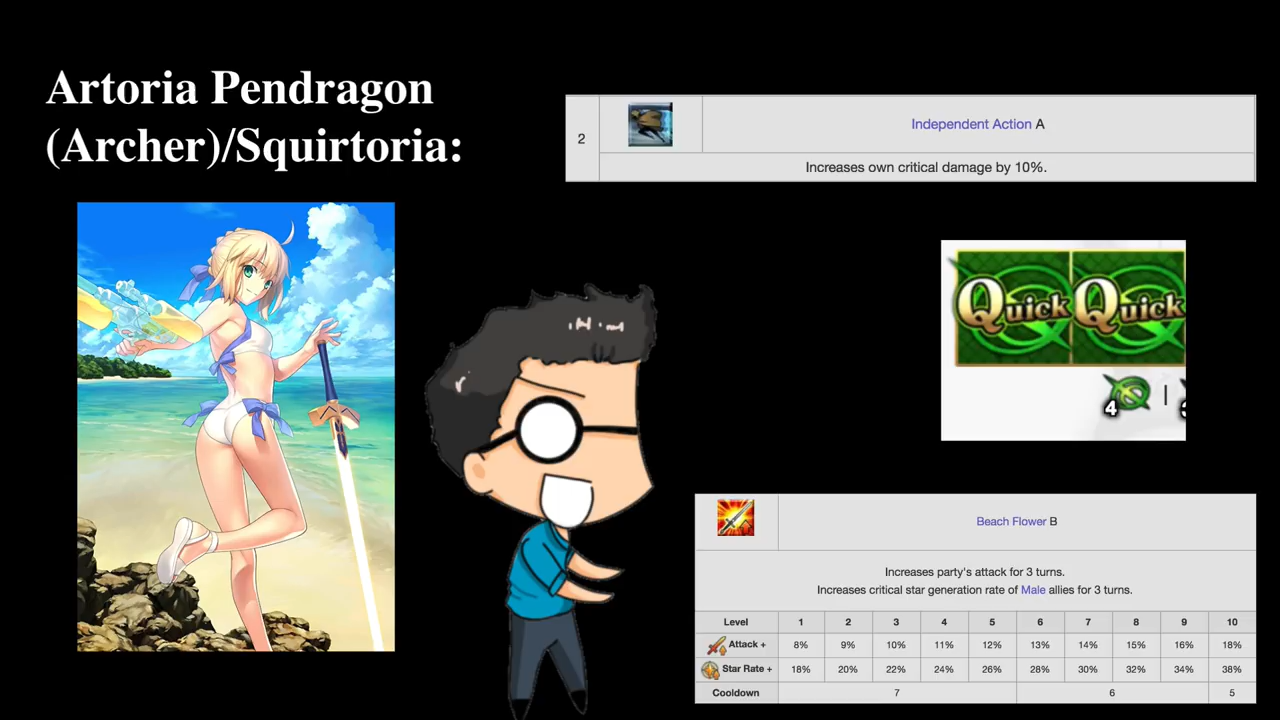 Artoria Pendragon
(Archer)/Squirtoria:
2
Independent Action A
Increases own critical damage by 10%.
Quick Quick
4 |
Beach Flower B
Increases party's attack for 3 turns.
Increases critical star generation rate of Male allies for 3 turns.
Level 1 2 3 4 5 6 7 8 9 10
Attack + 8% 9% 10% 11% 12% 13% 14% 15% 16% 18%
Star Rate + 18% 20% 22% 24% 26% 28% 30% 32% 34% 38%
Cooldown 7 6 5